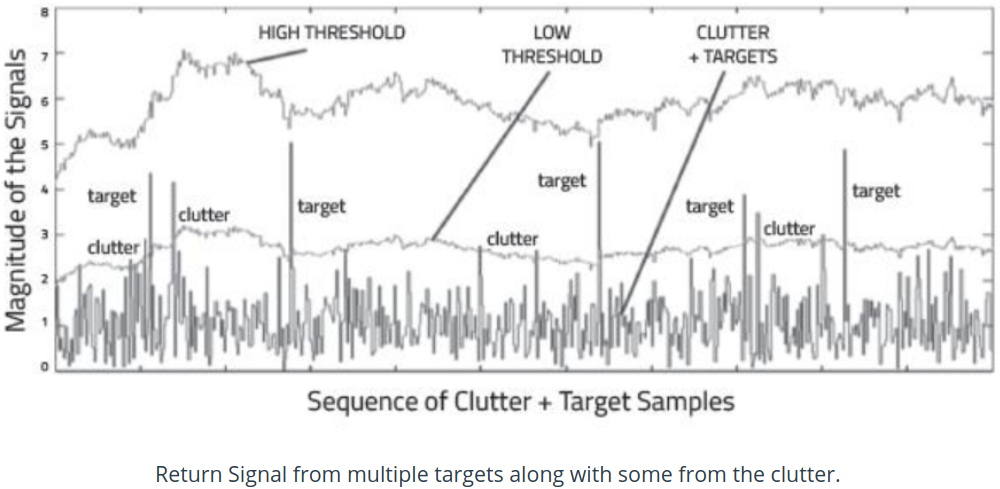 8
7
6
5
4
3
2
1
0
Magnitude of the Signals
HIGH THRESHOLD
LOW
THRESHOLD
CLUTTER
+ TARGETS
target
clutter
clutter
target
clutter
target
target
clutter
target
Sequence of Clutter + Target Samples
Return Signal from multiple targets along with some from the clutter.